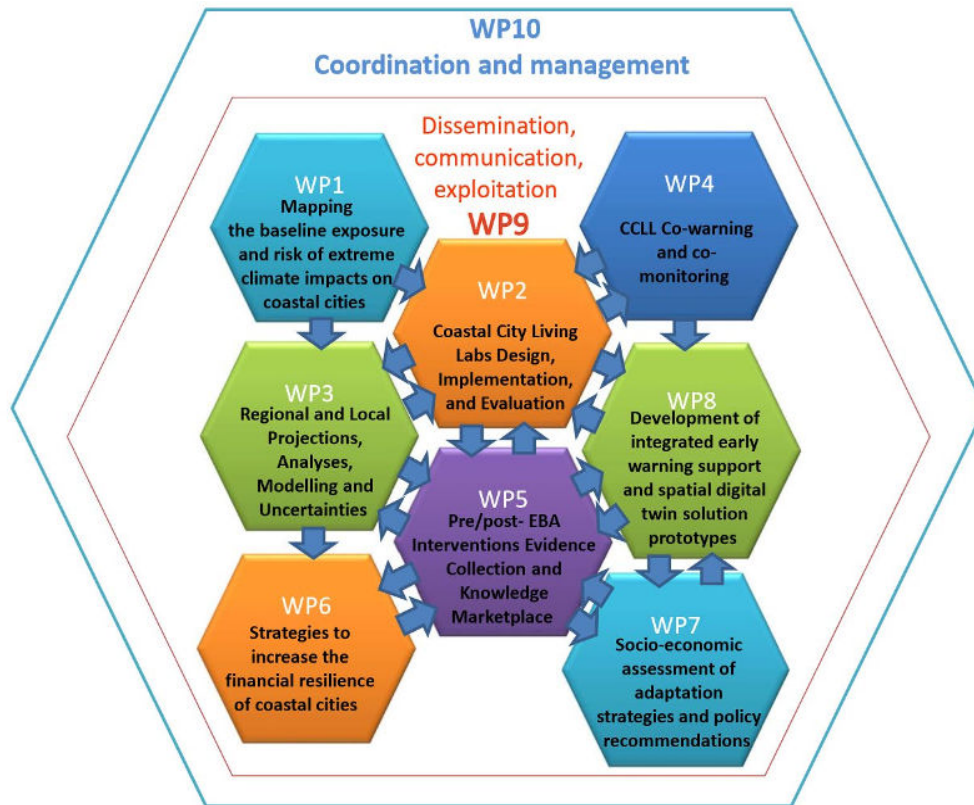 WP10
Coordination and management
Dissemination,
communication,
exploitation
WP9
WP1
Mapping
the baseline exposure
and risk of extreme
climate impacts on
coastal cities
WP4
CCLL Co-warning
and co-
monitoring
WP2
Coastal City Living
Labs Design,
Implementation,
and Evaluation
WP3
Regional and Local
Projections,
Analyses,
Modelling and
Uncertainties
WP8
Development of
integrated early
warning support
and spatial digital
twin solution
prototypes
WP5
Pre/post- EBA
Interventions Evidence
Collection and
Knowledge
Marketplace
WP6
Strategies to
increase the
financial resilience
of coastal cities
WP7
Socio-economic
assessment of
adaptation
strategies and policy
recommendations